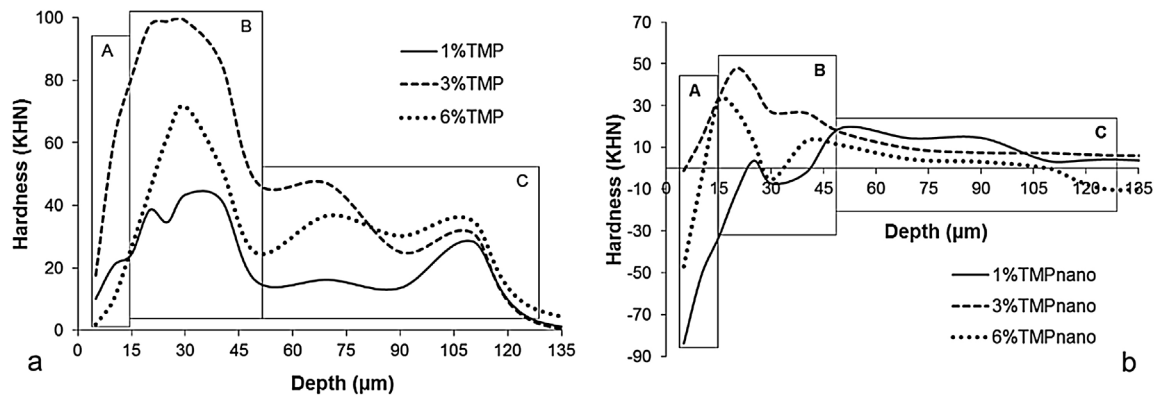 Hardness (KHN)
100
80
60
40
20
0
A
B
C
1%TMP
3%TMP
6%TMP
0 15 30 45 60 75 90 105 120 135
Depth (µm)
a
Hardness (KHN)
70
50
30
10
-10
-30
-50
-70
-90
A
B
C
0 15 30 45 60 75 90 105 120 135
Depth (µm)
1%TMPnano
3%TMPnano
6%TMPnano
b